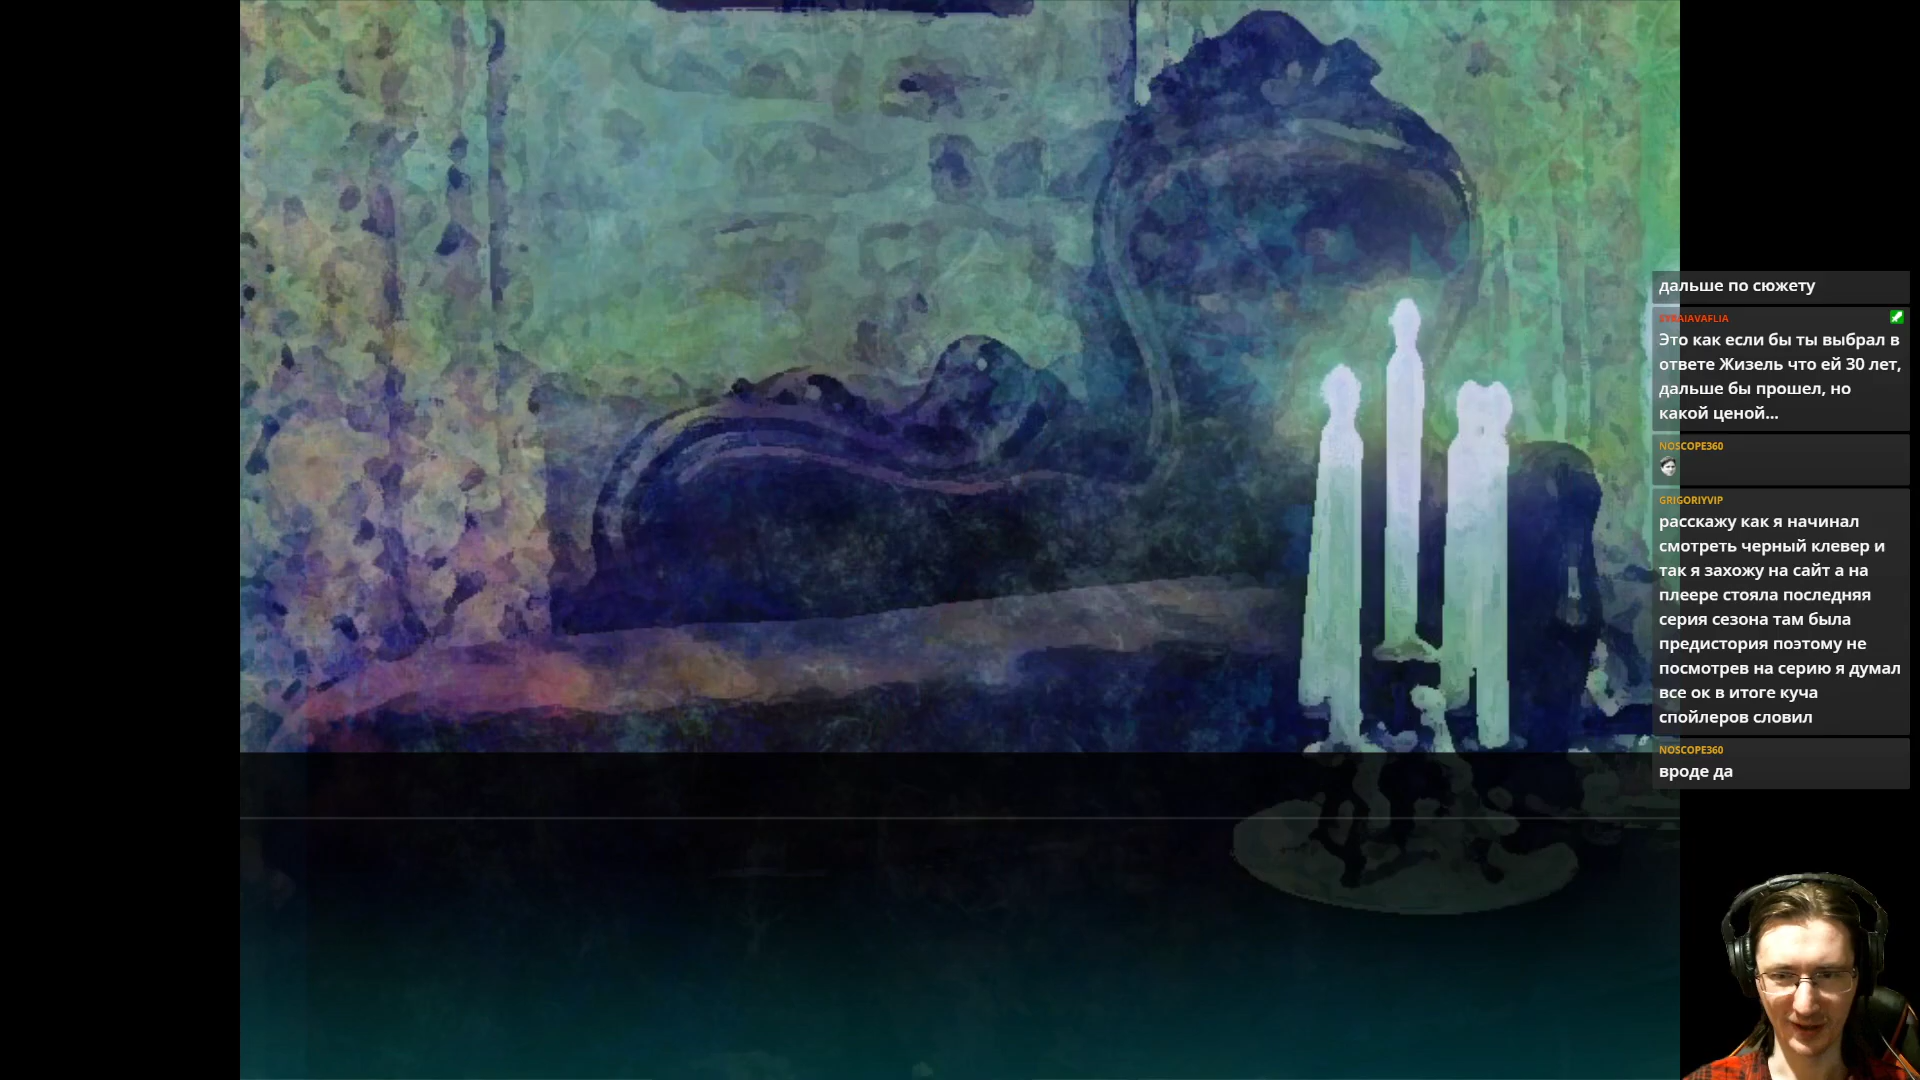 дальше по сюжету
Это как если бы ты выбрал в
ответе Жизель что ей 30 лет,
дальше бы прошел, но
какой ценой...
NOSCOPE360
GRIGORIYVIP
расскажу как я начинал
смотреть черный клевер и
так я захожу на сайт а на
плеере стояла последняя
серия сезона там была
предистория поэтому не
посмотрев на серию я думал
все ок в итоге куча
спойлеров словил
NOSCOPE360
вроде да